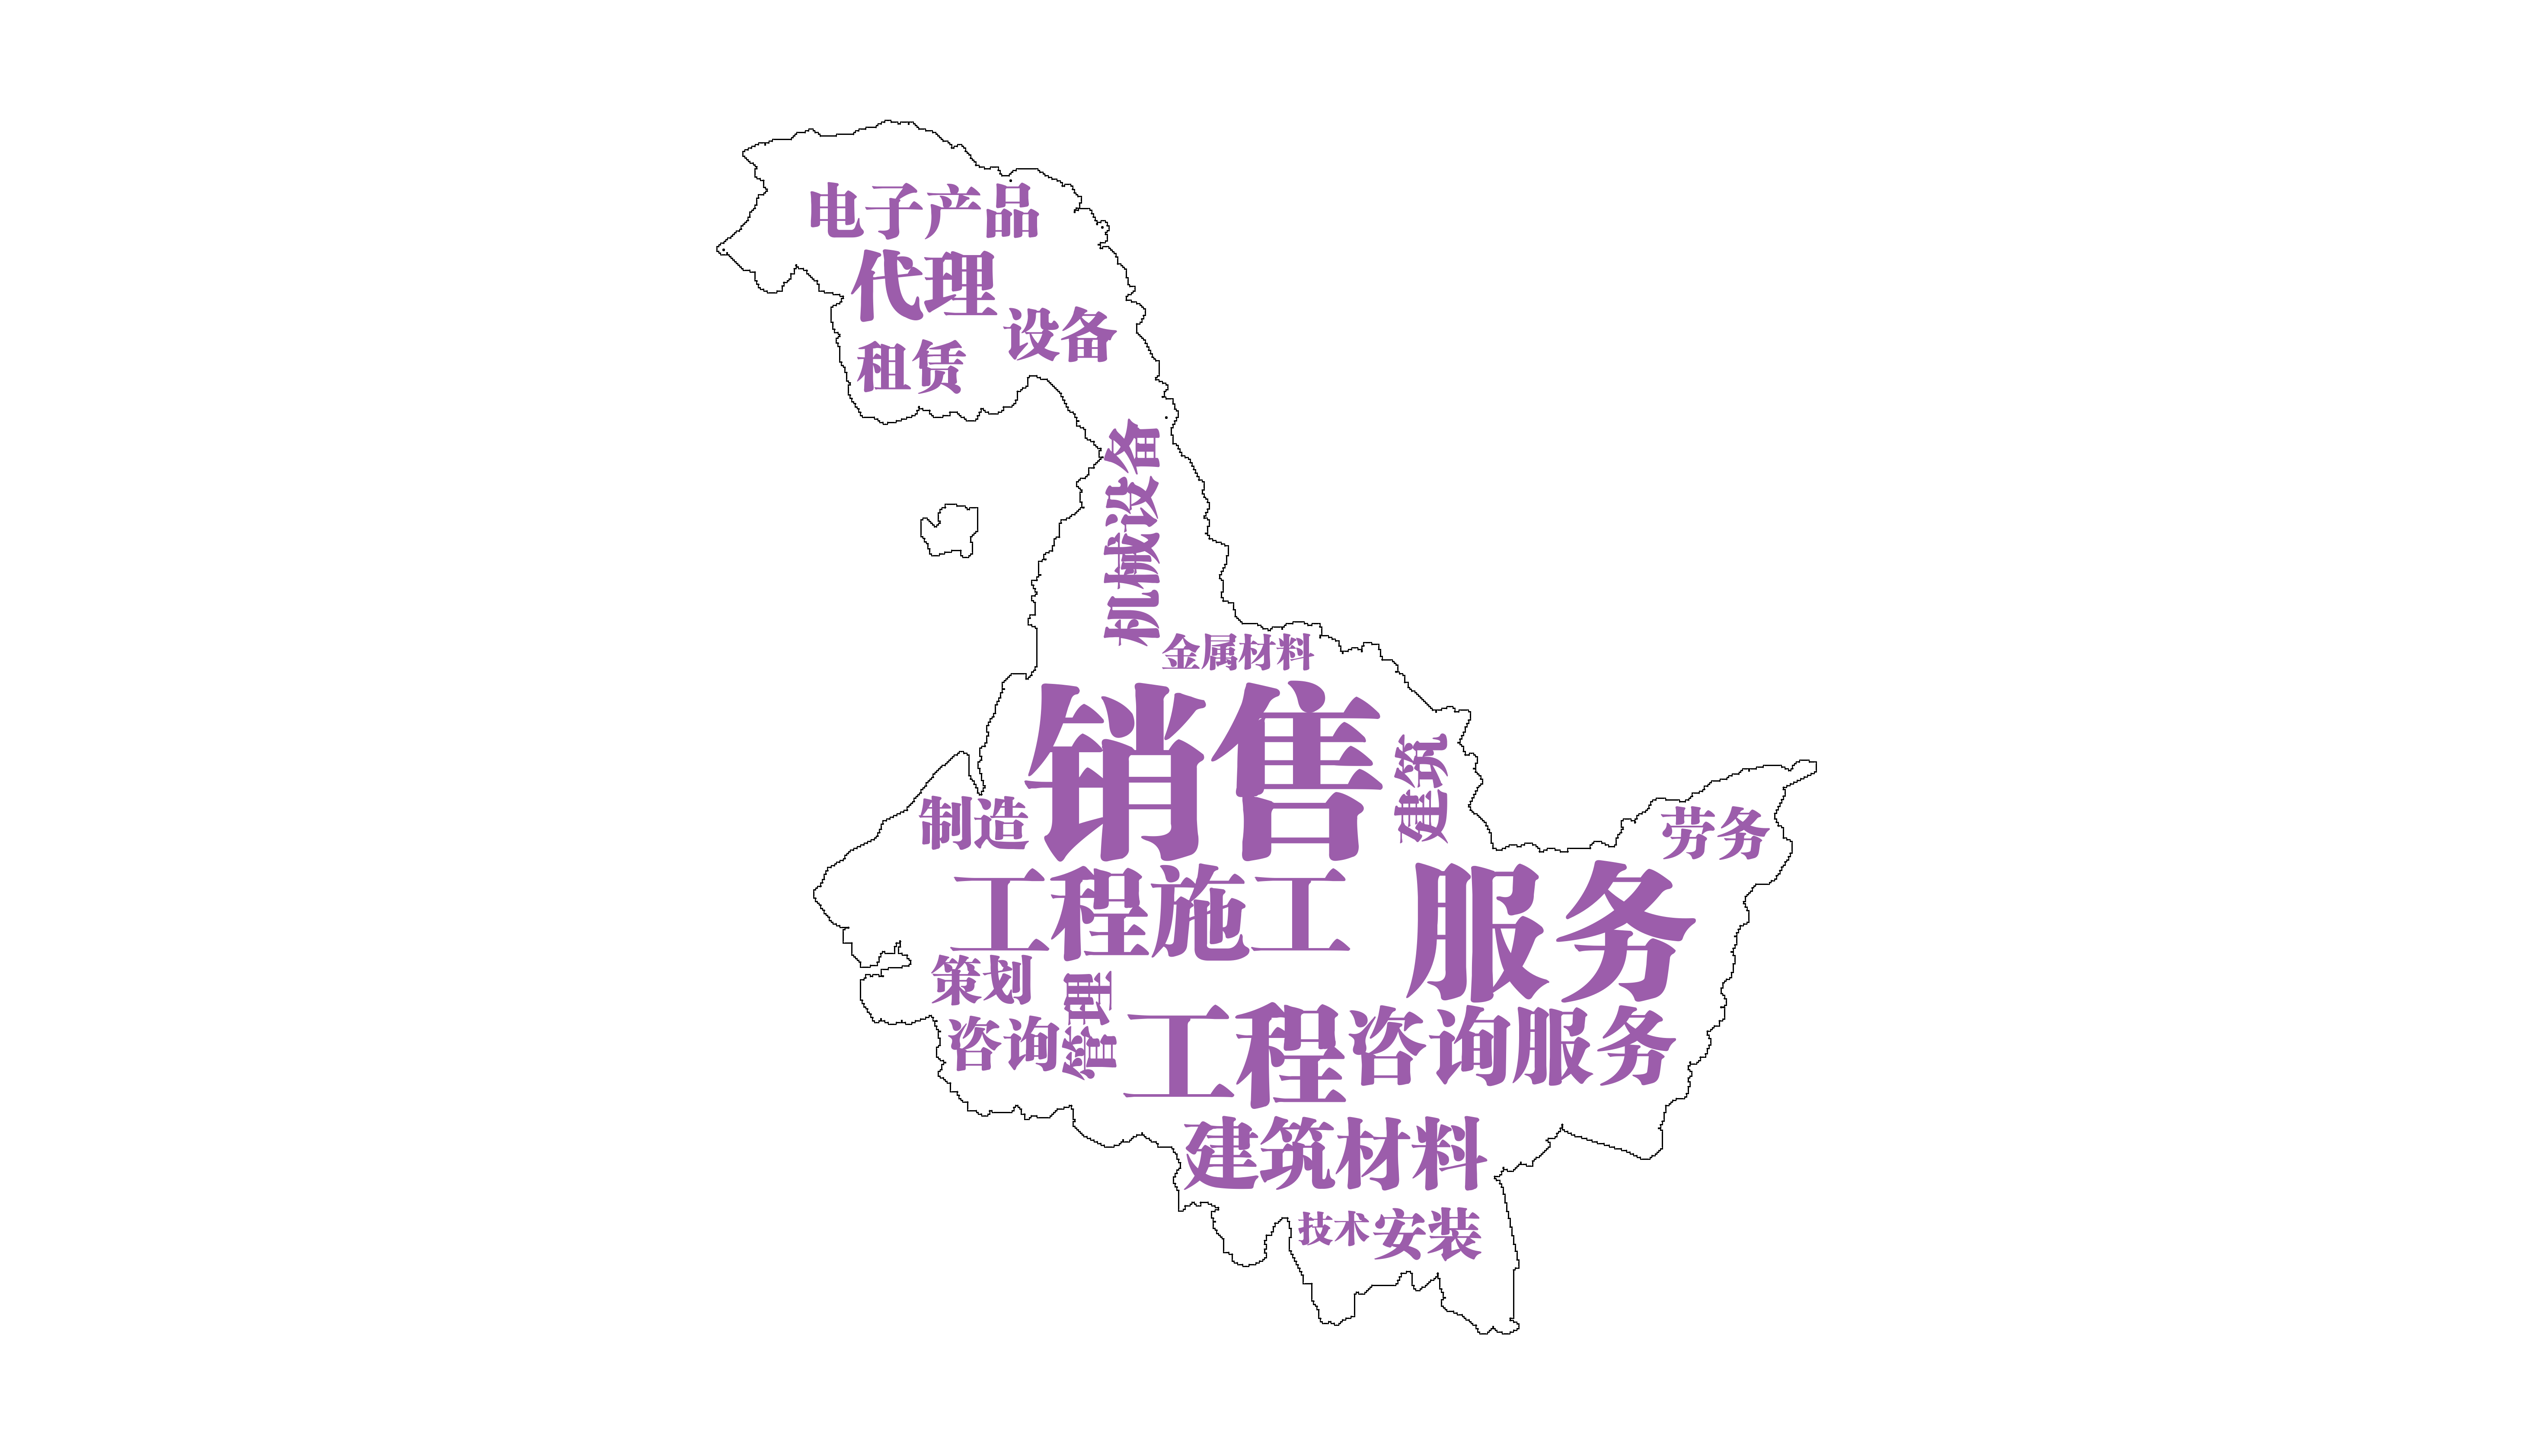 电子产品
代理
设备
租赁
机械设备
金属材料
销售
建筑
制造
劳务
工程施工
服务
策划
管理
咨询
工程
咨询服务
建筑材料
技术
安装